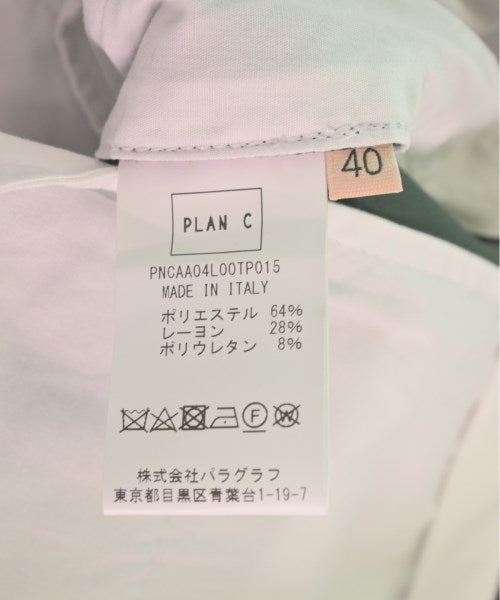 40
PLAN C
PNCAA04L00TP015
MADE IN ITALY
ポリエステル 64%
レーヨン 28%
ポリウレタン 8%
F W
株式会社パラグラフ
東京都目黒区青葉台1-19-7